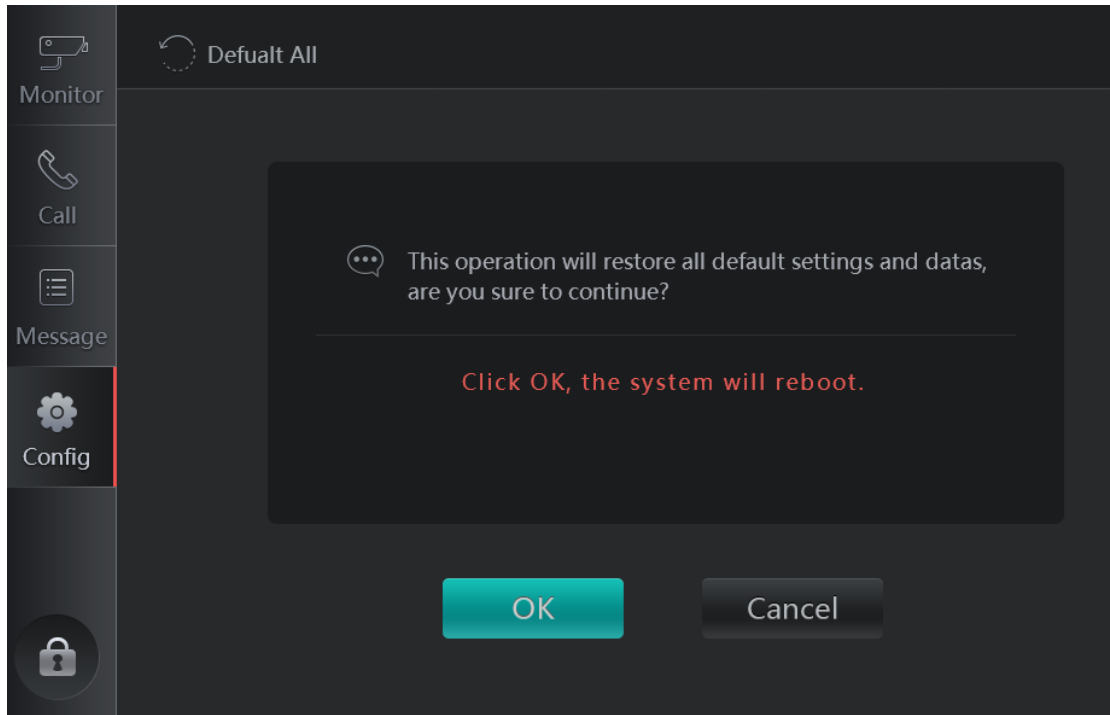 Monitor
Defualt All
Call
Message
Config
This operation will restore all default settings and datas,
are you sure to continue?
Click OK, the system will reboot.
OK
Cancel